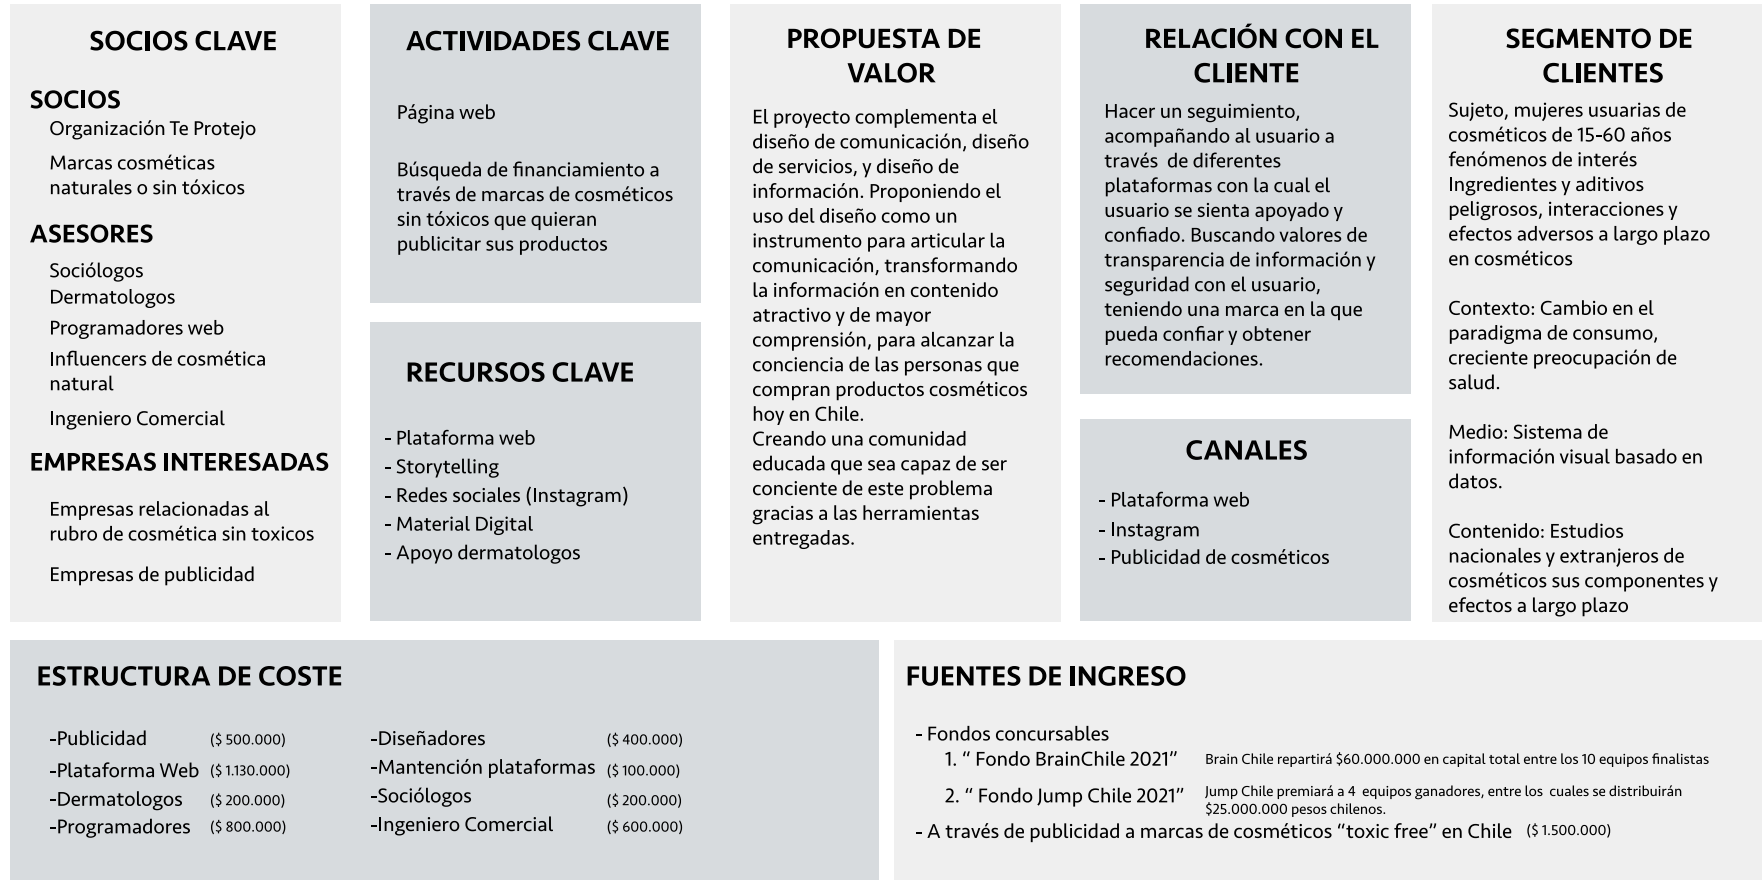 SOCIOS CLAVE
SOCIOS
Organización Te Protejo
Marcas cosméticas
naturales o sin tóxicos
ASESORES
Sociólogos
Dermatologos
Programadores web
Influencers de cosmética
natural
Ingeniero Comercial
EMPRESAS INTERESADAS
Empresas relacionadas al
rubro de cosmética sin toxicos
Empresas de publicidad
ACTIVIDADES CLAVE
Página web
Búsqueda de financiamiento a
través de marcas de cosméticos
sin tóxicos que quieran
publicitar sus productos
RECURSOS CLAVE
- Plataforma web
- Storytelling
- Redes sociales (Instagram)
- Material Digital
- Apoyo dermatologos
PROPUESTA DE
VALOR
El proyecto complementa el
diseño de comunicación, diseño
de servicios, y diseño de
información. Proponiendo el
uso del diseño como un
instrumento para articular la
comunicación, transformando
la información en contenido
atractivo y de mayor
comprensión, para alcanzar la
conciencia de las personas que
compran productos cosméticos
hoy en Chile.
Creando una comunidad
educada que sea capaz de ser
conciente de este problema
gracias a las herramientas
entregadas.
RELACIÓN CON EL
CLIENTE
Hacer un seguimiento,
acompañando al usuario a
través de diferentes
plataformas con la cual el
usuario se sienta apoyado y
confiado. Buscando valores de
transparencia de información y
seguridad con el usuario,
teniendo una marca en la que
pueda confiar y obtener
recomendaciones.
CANALES
- Plataforma web
- Instagram
- Publicidad de cosméticos
SEGMENTO DE
CLIENTES
Sujeto, mujeres usuarias de
cosméticos de 15-60 años
fenómenos de interés
Ingredientes y aditivos
peligrosos, interacciones y
efectos adversos a largo plazo
en cosméticos
Contexto: Cambio en el
paradigma de consumo,
creciente preocupación de
salud.
Medio: Sistema de
información visual basado en
datos.
Contenido: Estudios
nacionales y extranjeros de
cosméticos sus componentes y
efectos a largo plazo
ESTRUCTURA DE COSTE
-Publicidad ($ 500.000)
-Plataforma Web ($ 1.130.000)
-Dermatologos ($ 200.000)
-Programadores ($ 800.000)
-Diseñadores ($ 400.000)
-Mantención plataformas ($ 100.000)
-Sociólogos ($ 200.000)
-Ingeniero Comercial ($ 600.000)
FUENTES DE INGRESO
- Fondos concursables
1. “ Fondo BrainChile 2021” Brain Chile repartirá $60.000.000 en capital total entre los 10 equipos finalistas
2. “ Fondo Jump Chile 2021” Jump Chile premiará a 4 equipos ganadores, entre los cuales se distribuirán
$25.000.000 pesos chilenos.
- A través de publicidad a marcas de cosméticos “toxic free” en Chile ($ 1.500.000)